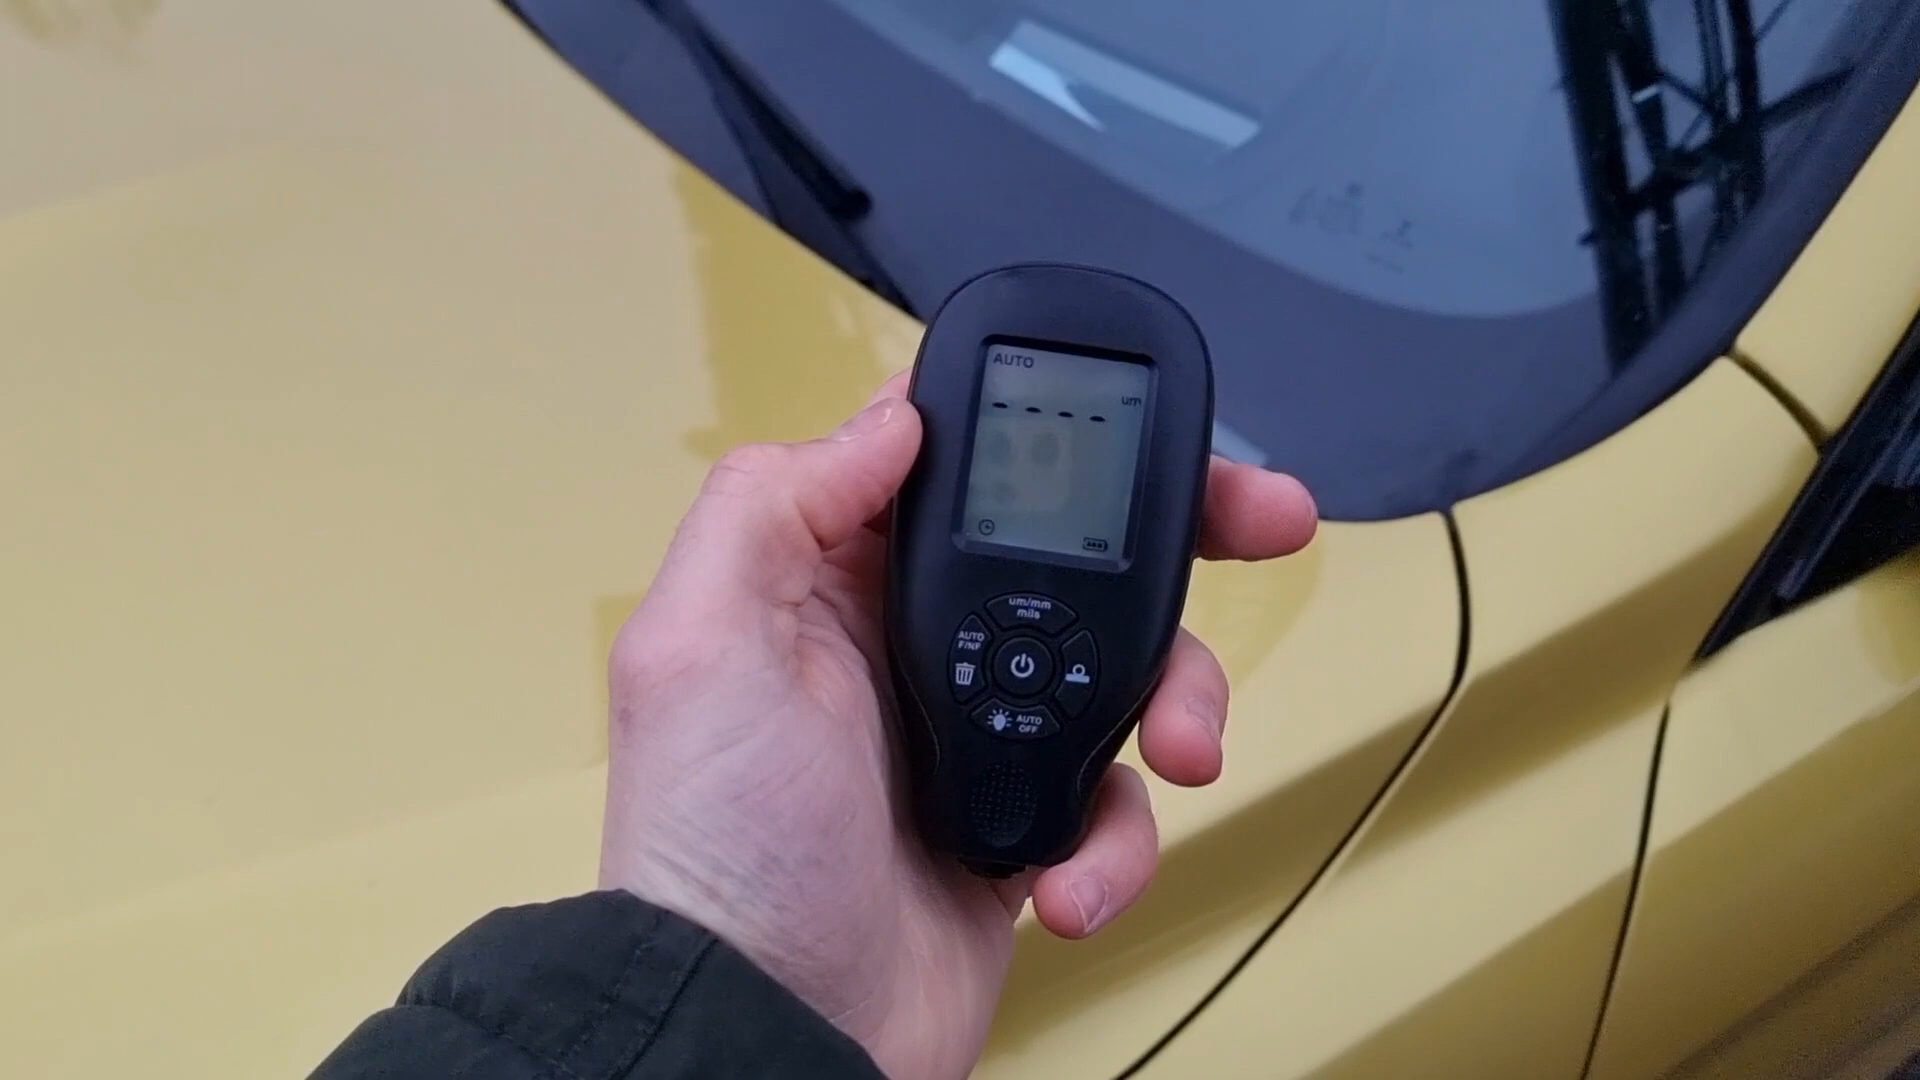 AUTO
um
- - - -
um/mm
mils
AUTO
F/NF
AUTO
OFF